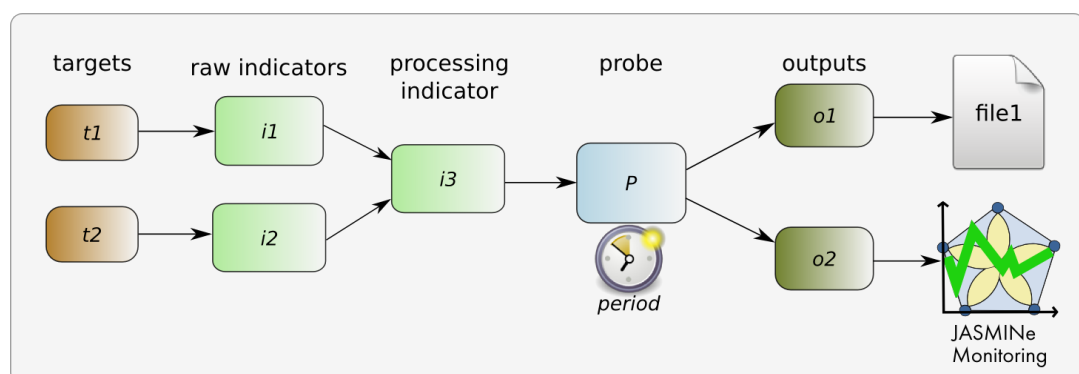 targets
raw indicators
processing
indicator
probe
outputs
t1
i1
i3
P
o1
file1
t2
i2
o2
period
JASMINe
Monitoring